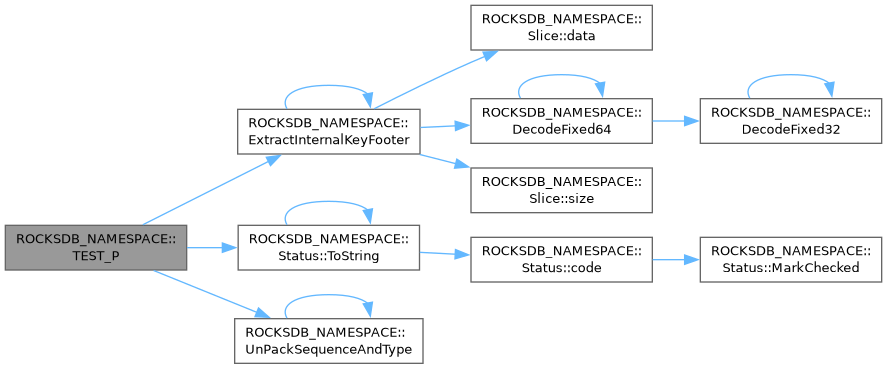 ROCKSDB_NAMESPACE::
TEST_P
ROCKSDB_NAMESPACE::
ExtractInternalKeyFooter
ROCKSDB_NAMESPACE::
Slice::data
ROCKSDB_NAMESPACE::
DecodeFixed64
ROCKSDB_NAMESPACE::
DecodeFixed32
ROCKSDB_NAMESPACE::
Slice::size
ROCKSDB_NAMESPACE::
Status::ToString
ROCKSDB_NAMESPACE::
Status::code
ROCKSDB_NAMESPACE::
Status::MarkChecked
ROCKSDB_NAMESPACE::
UnPackSequenceAndType